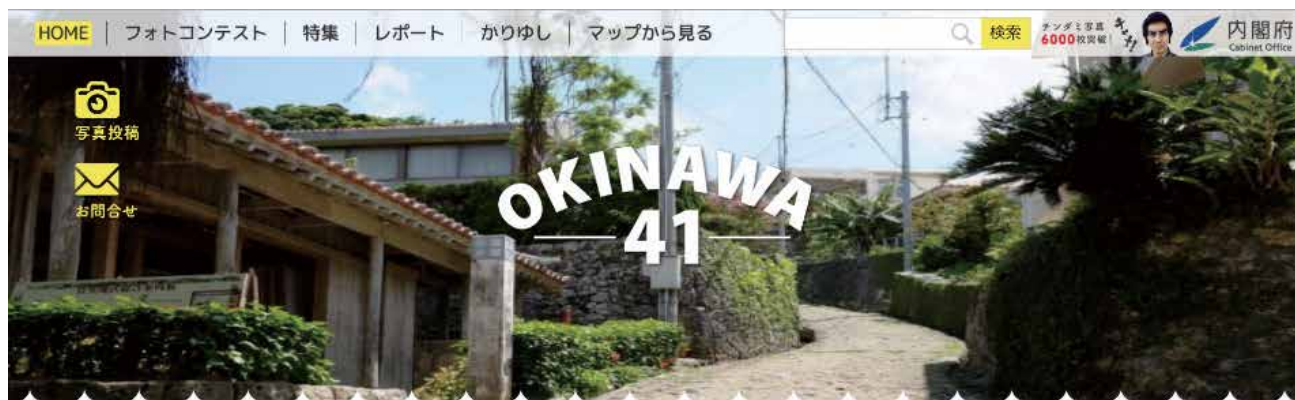 HOME
フォトコンテスト
特集
レポート
かりゆし
マップから見る
検索
チンダミ写真
6000枚突破!
内閣府
Cabinet Office
写真投稿
お問合せ
OKINAWA
41